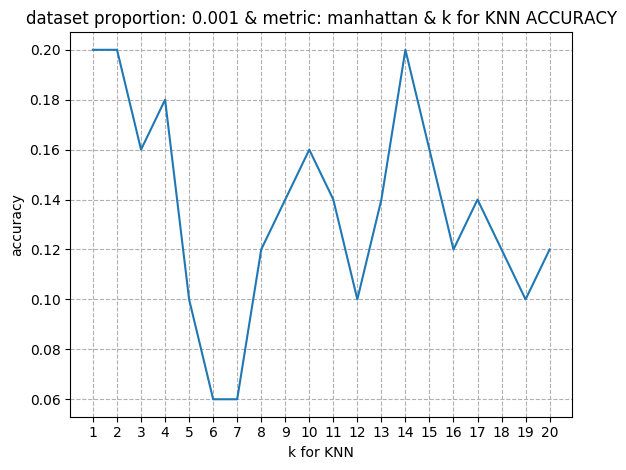 dataset proportion: 0.001 & metric: manhattan & k for KNN ACCURACY
0.20
0.18
0.16
0.14
0.12
0.10
0.08
0.06
accuracy
1 2 3 4 5 6 7 8 9 10 11 12 13 14 15 16 17 18 19 20
k for KNN